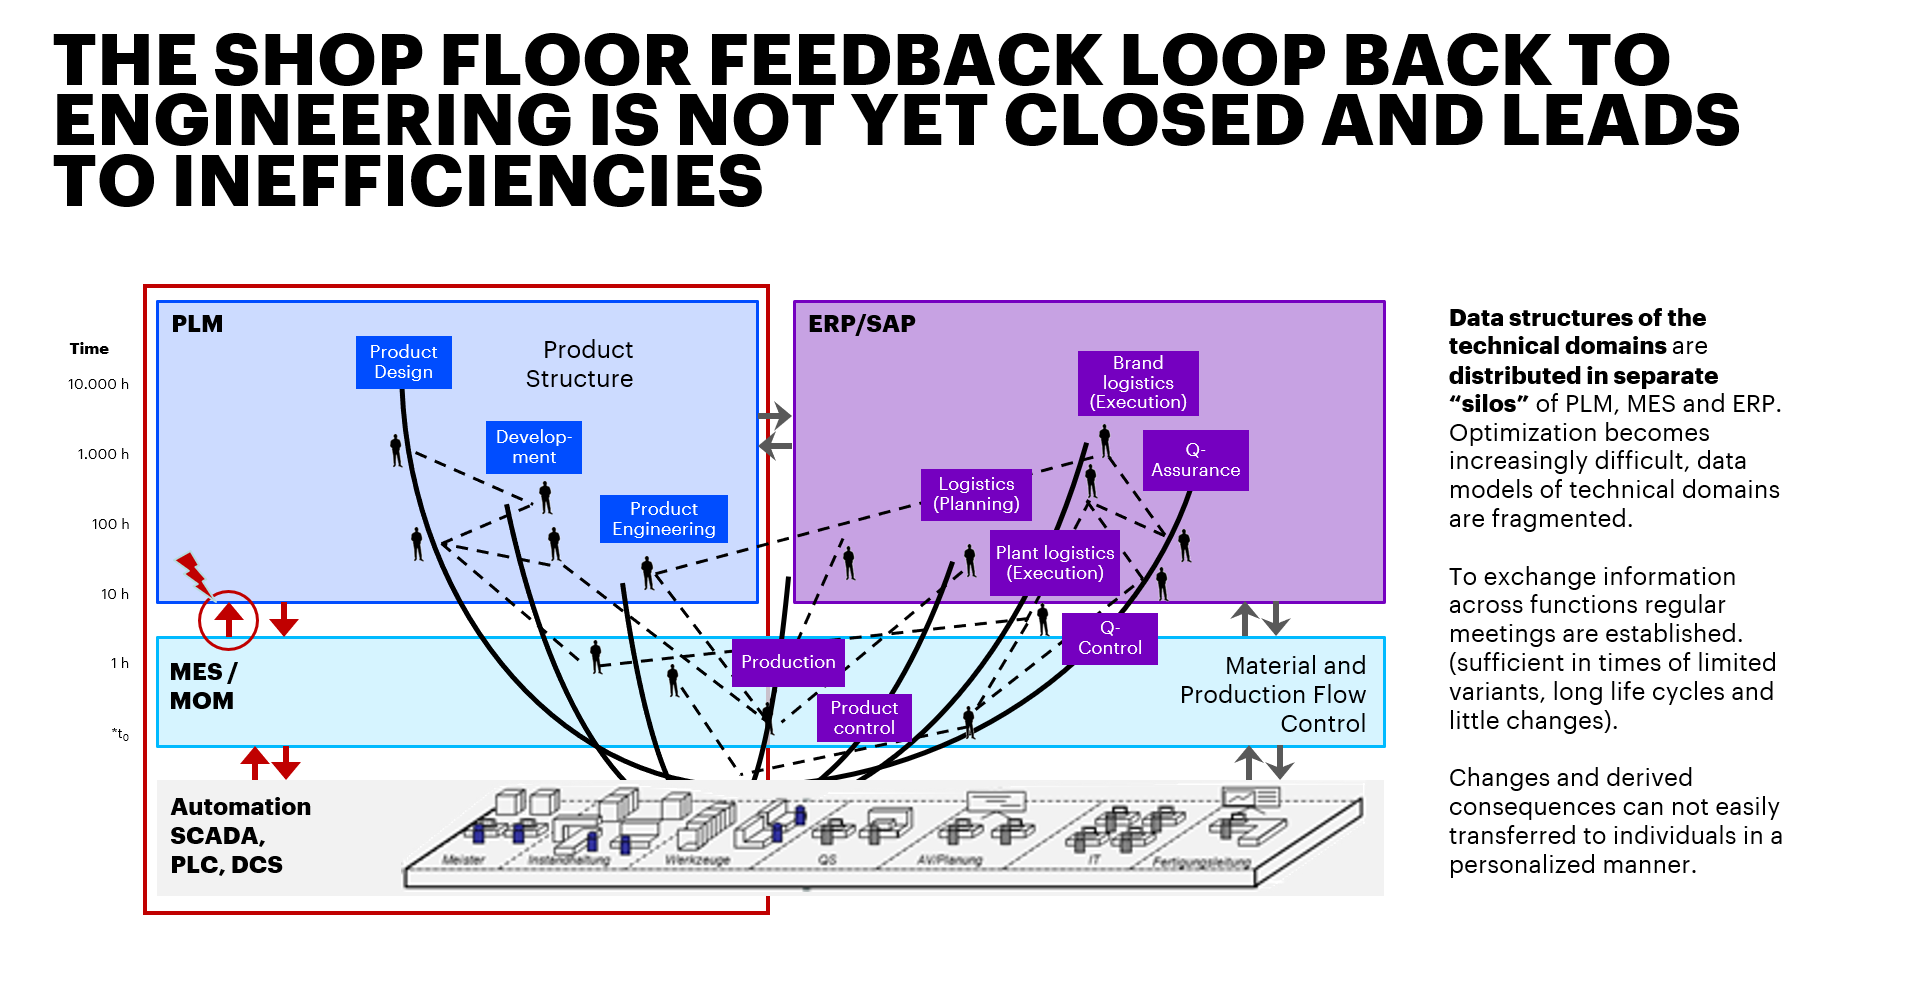 THE SHOP FLOOR FEEDBACK LOOP BACK TO
ENGINEERING IS NOT YET CLOSED AND LEADS
TO INEFFICIENCIES
Time
10.000 h
1.000 h
100 h
10 h
1 h
*t0
PLM
Product
Design
Product
Structure
Develop-
ment
Product
Engineering
ERP/SAP
Brand
logistics
(Execution)
Q-
Assurance
Logistics
(Planning)
Plant logistics
(Execution)
Q-
Control
Production
Product
control
MES /
MOM
Material and
Production Flow
Control
Automation
SCADA,
PLC, DCS
Meister
Instandhaltung
Werkzeuge
QS
AV/Planung
IT
Fertigungsleitung
Data structures of the
technical domains are
distributed in separate
“silos” of PLM, MES and ERP.
Optimization becomes
increasingly difficult, data
models of technical domains
are fragmented.
To exchange information
across functions regular
meetings are established.
(sufficient in times of limited
variants, long life cycles and
little changes).
Changes and derived
consequences can not easily
transferred to individuals in a
personalized manner.